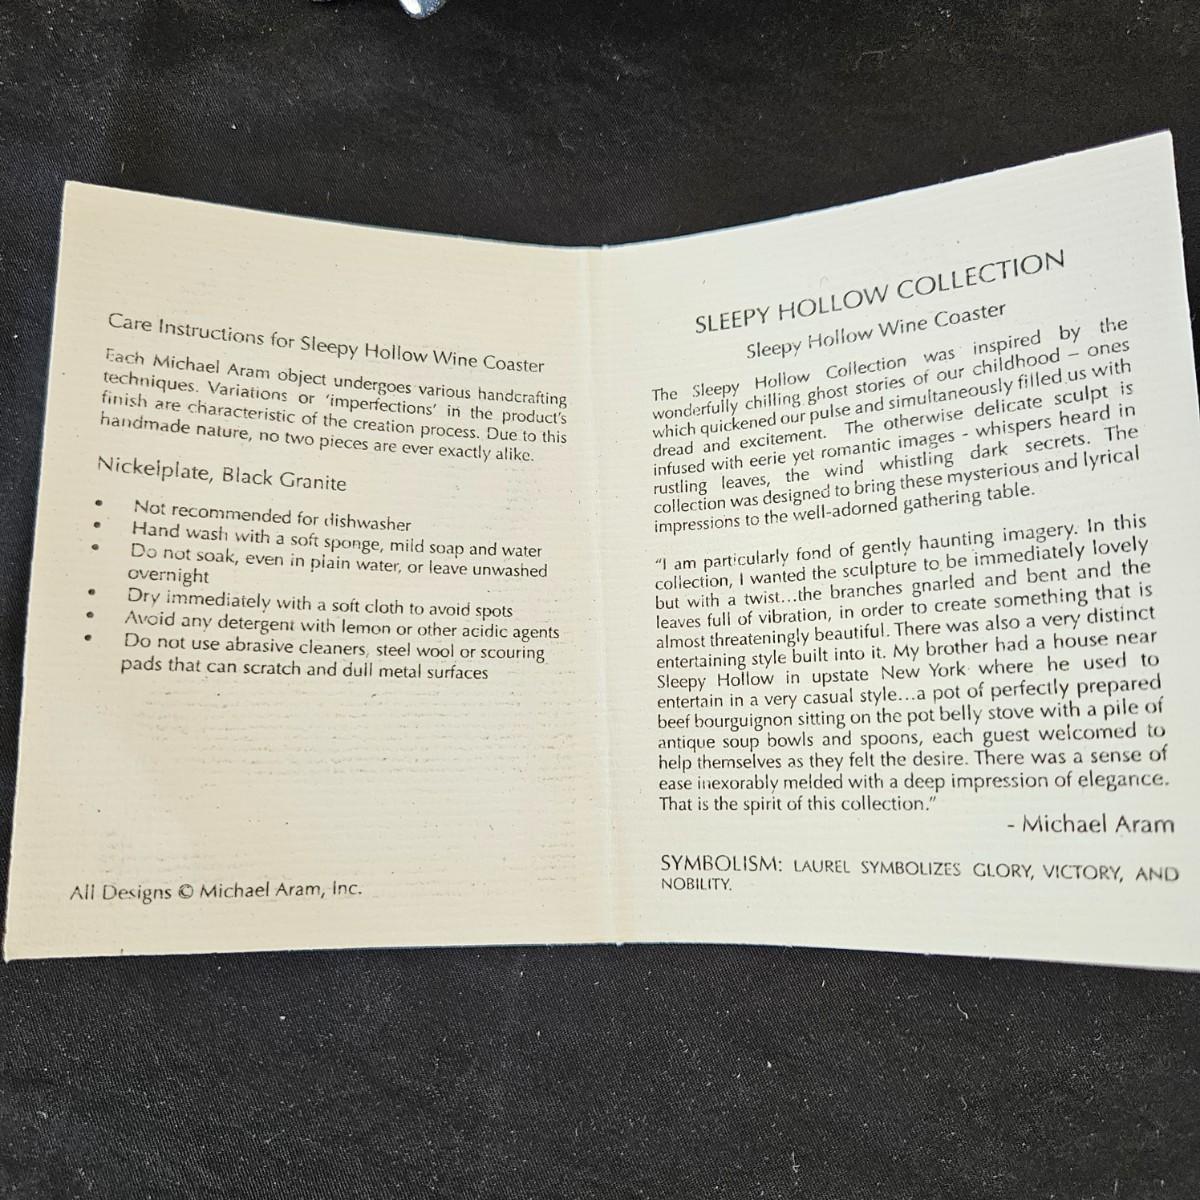 Care Instructions for Sleepy Hollow Wine Coaster
Each Michael Aram object undergoes various handcrafting
techniques. Variations or 'imperfections' in the product's
finish are characteristic of the creation process. Due to this
handmade nature, no two pieces are ever exactly alike.
Nickelplate, Black Granite
• Not recommended for dishwasher
• Hand wash with a soft sponge, mild soap and water
• Do not soak, even in plain water, or leave unwashed
overnight
• Dry immediately with a soft cloth to avoid spots
• Avoid any detergent with lemon or other acidic agents
• Do not use abrasive cleaners, steel wool or scouring
pads that can scratch and dull metal surfaces
All Designs © Michael Aram, Inc.
SLEEPY HOLLOW COLLECTION
Sleepy Hollow Wine Coaster
The Sleepy Hollow Collection was inspired by the
wonderfully chilling ghost stories of our childhood – ones
which quickened our pulse and simultaneously filled us with
dread and excitement. The otherwise delicate sculpt is
infused with eerie yet romantic images - whispers heard in
rustling leaves, the wind whistling dark secrets. The
collection was designed to bring these mysterious and lyrical
impressions to the well-adorned gathering table.
"I am particularly fond of gently haunting imagery. In this
collection, I wanted the sculpture to be immediately lovely
but with a twist...the branches gnarled and bent and the
leaves full of vibration, in order to create something that is
almost threateningly beautiful. There was also a very distinct
entertaining style built into it. My brother had a house near
Sleepy Hollow in upstate New York where he used to
entertain in a very casual style...a pot of perfectly prepared
beef bourguignon sitting on the pot belly stove with a pile of
antique soup bowls and spoons, each guest welcomed to
help themselves as they felt the desire. There was a sense of
ease inexorably melded with a deep impression of elegance.
That is the spirit of this collection."
- Michael Aram
SYMBOLISM: LAUREL SYMBOLIZES GLORY, VICTORY, AND
NOBILITY.